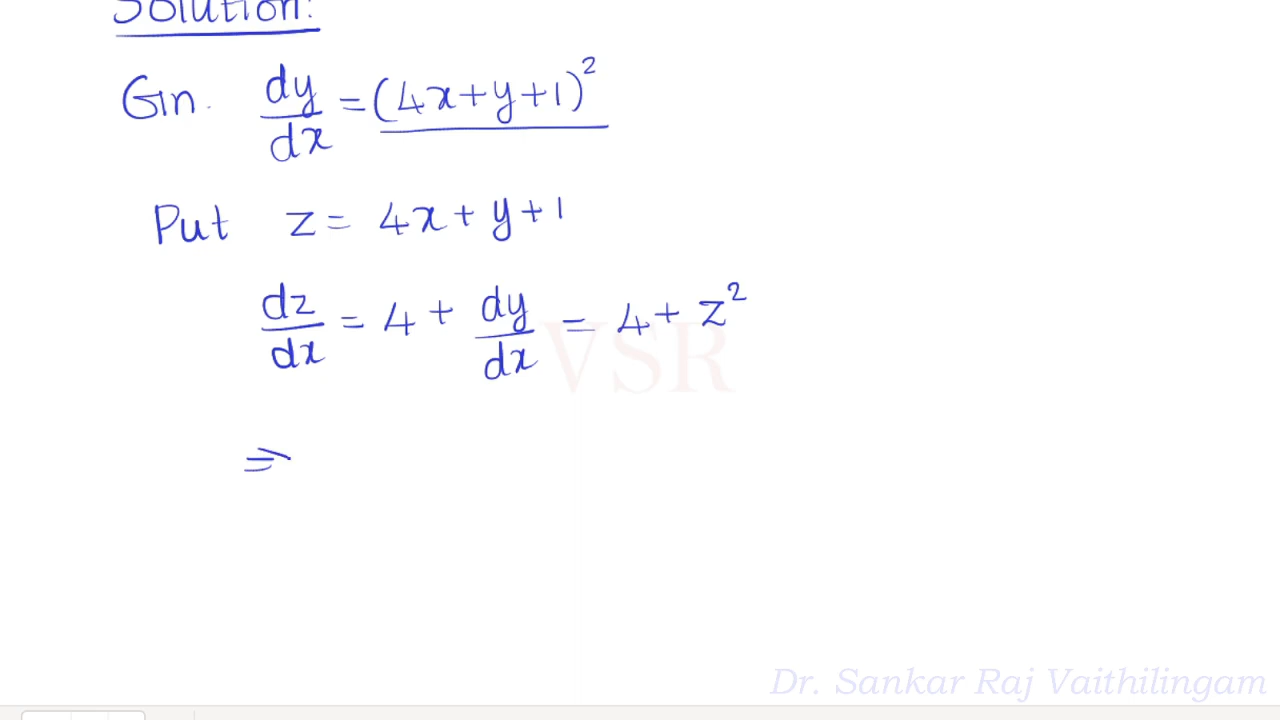 Solution:
Gn. dy/dx = (4x+y+1)²
Put z = 4x + y + 1
dz/dx = 4 + dy/dx = 4 + z²
⇒
VSR
Dr. Sankar Raj Vaithilingam